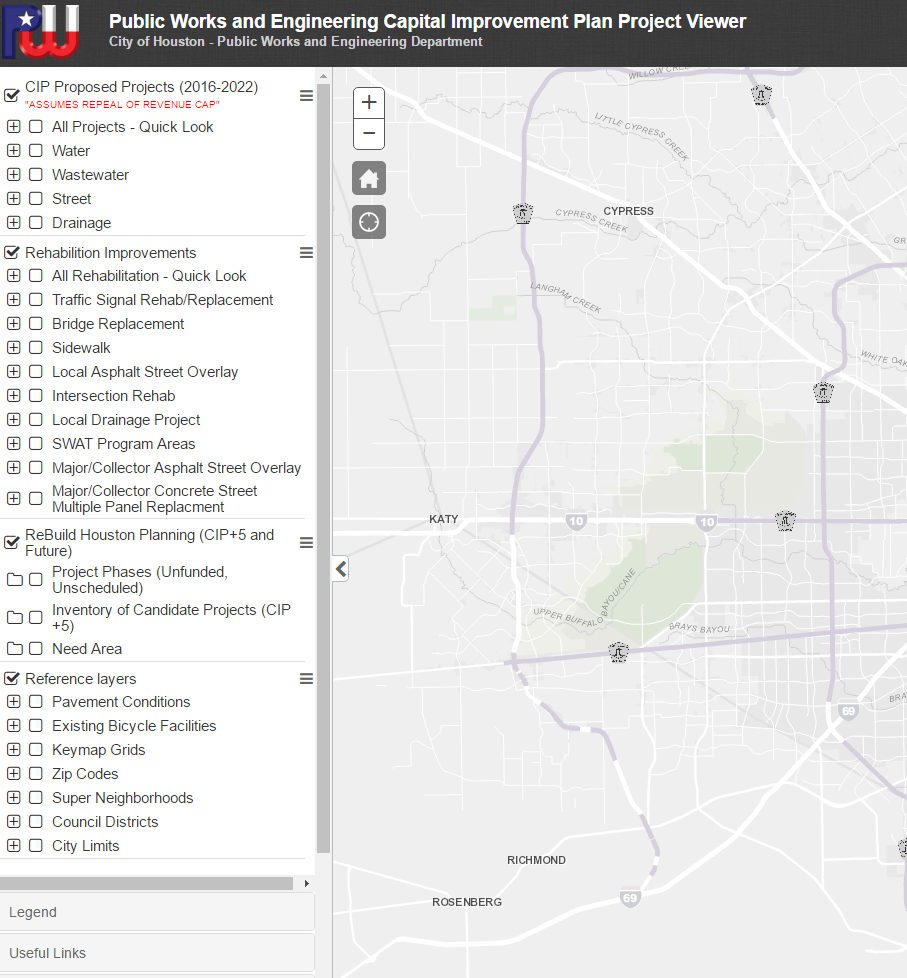 PW
Public Works and Engineering Capital Improvement Plan Project Viewer
City of Houston - Public Works and Engineering Department
CIP Proposed Projects (2016-2022)
"ASSUMES REPEAL OF REVENUE CAP"
All Projects - Quick Look
Water
Wastewater
Street
Drainage
Rehabilition Improvements
All Rehabilitation - Quick Look
Traffic Signal Rehab/Replacement
Bridge Replacement
Sidewalk
Local Asphalt Street Overlay
Intersection Rehab
Local Drainage Project
SWAT Program Areas
Major/Collector Asphalt Street Overlay
Major/Collector Concrete Street
Multiple Panel Replacment
ReBuild Houston Planning (CIP+5 and
Future)
Project Phases (Unfunded,
Unscheduled)
Inventory of Candidate Projects (CIP
+5)
Need Area
Reference layers
Pavement Conditions
Existing Bicycle Facilities
Keymap Grids
Zip Codes
Super Neighborhoods
Council Districts
City Limits
Legend
Useful Links
+
−
WILLOW CREE
LITTLE CYPRESS CREEK
CYPRESS
CYPRESS CREEK
GR
LANGHAM CREEK
WHITE OAK
KATY
10
10
UPPER BUFFALO BAYOU/CANE
BRAYS BAYOU
BRA
69
RICHMOND
69
ROSENBERG